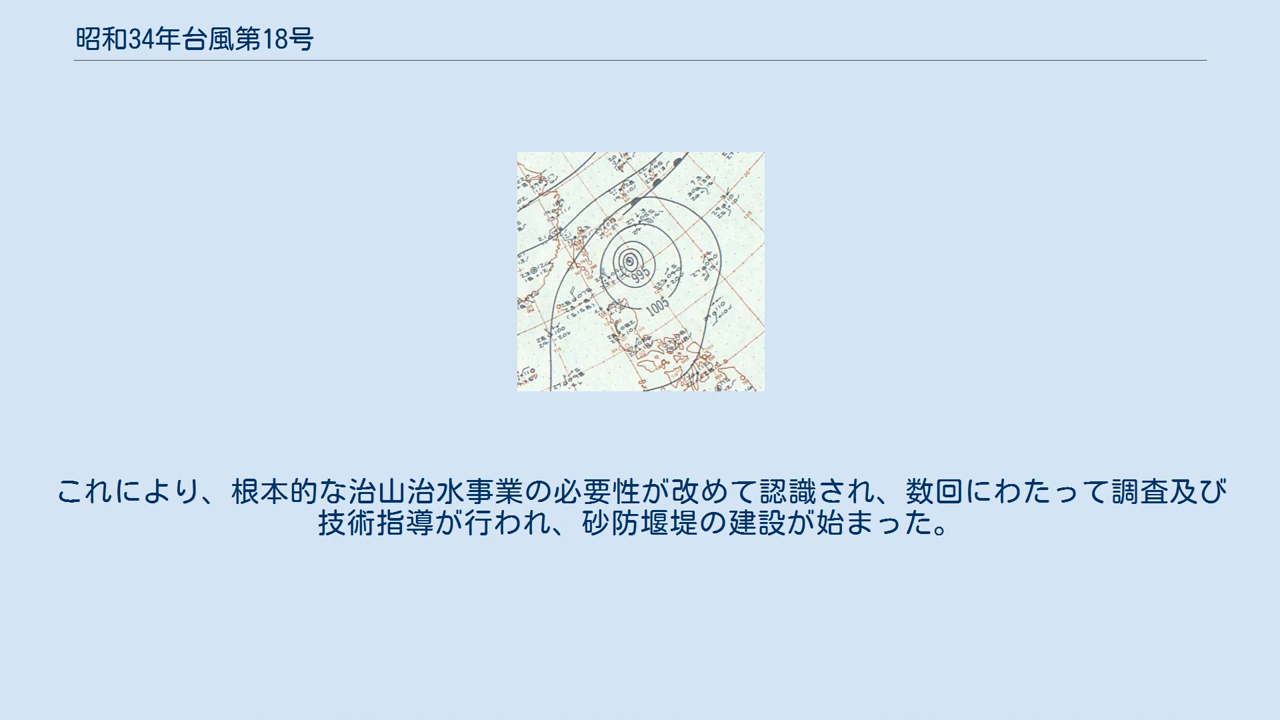 昭和34年台風第18号
995
1005
これにより、根本的な治山治水事業の必要性が改めて認識され、数回にわたって調査及び
技術指導が行われ、砂防堰堤の建設が始まった。